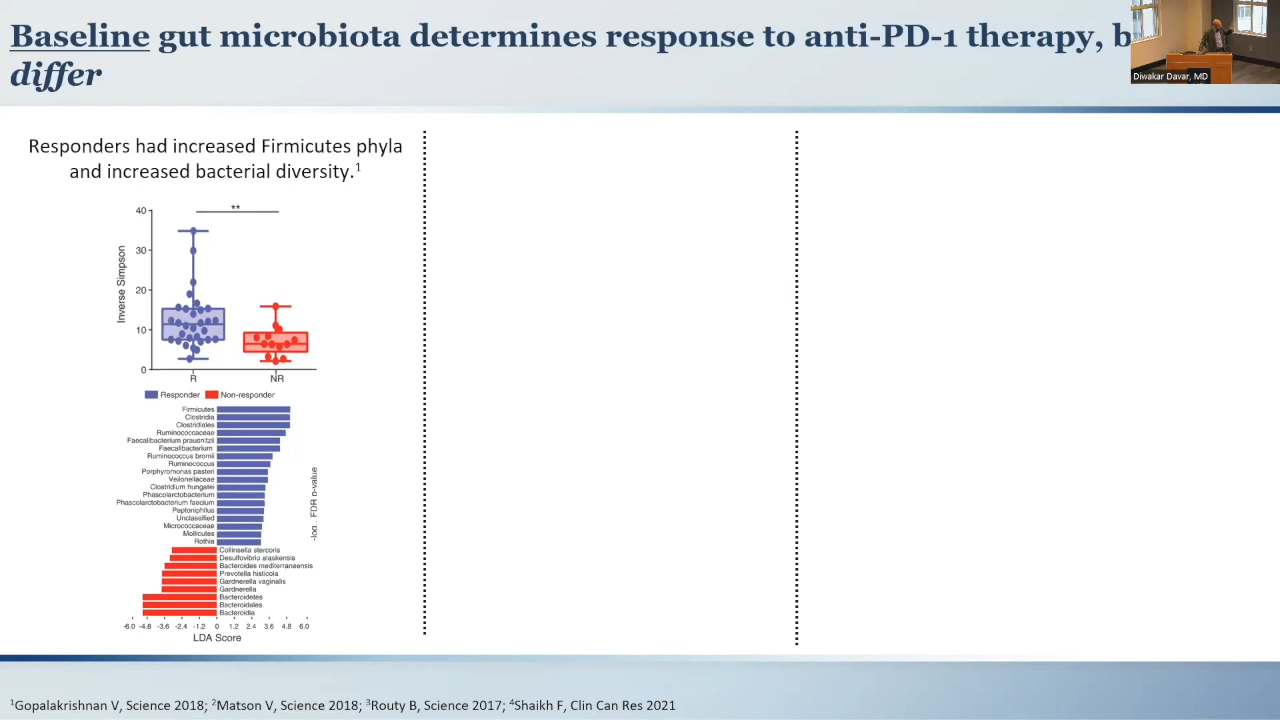 Baseline gut microbiota determines response to anti-PD-1 therapy, b
differ
Diwakar Davar, MD
Responders had increased Firmicutes phyla
and increased bacterial diversity.1
**
40
30
20
10
0
Inverse Simpson
R NR
Responder Non-responder
Firmicutes
Clostridia
Clostridiales
Ruminococcaceae
Faecalibacterium prausnitzii
Faecalibacterium
Ruminococcus bromii
Ruminococcus
Porphyromonas pasteri
Veillonellaceae
Clostridium hungatei
Phascolarctobacterium
Phascolarctobacterium faecium
Peptoniphilus
Unclassified
Micrococcaceae
Mollicutes
Rothia
Collinsella stercoris
Desulfovibrio alaskensis
Bacteroides mediterraneensis
Prevotella histicola
Gardnerella vaginalis
Gardnerella
Bacteroidetes
Bacteroidales
Bacteroidia
-6.0 -4.8 -3.6 -2.4 -1.2 0 1.2 2.4 3.6 4.8 6.0
LDA Score
1Gopalakrishnan V, Science 2018; 2Matson V, Science 2018; 3Routy B, Science 2017; 4Shaikh F, Clin Can Res 2021